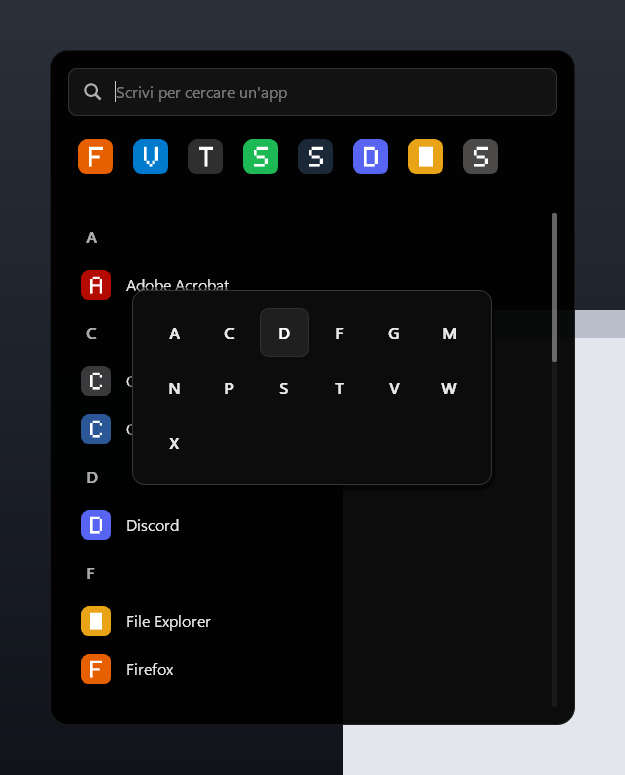 Scrivi per cercare un'app
F V T S S D S
A
A Adobe Acrobat
A C D F G M
C
C
N P S T V W
C
X
D
D Discord
F
File Explorer
F Firefox